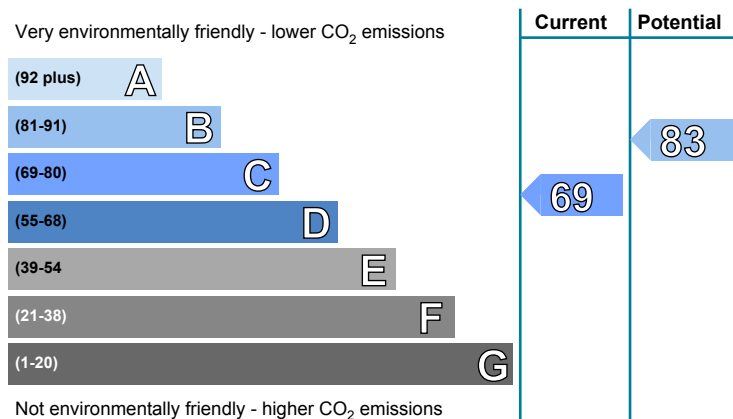 Very environmentally friendly - lower CO₂ emissions
Current
Potential
(92 plus) A
(81-91) B
(69-80) C
(55-68) D
(39-54 E
(21-38) F
(1-20) G
83
69
Not environmentally friendly - higher CO₂ emissions